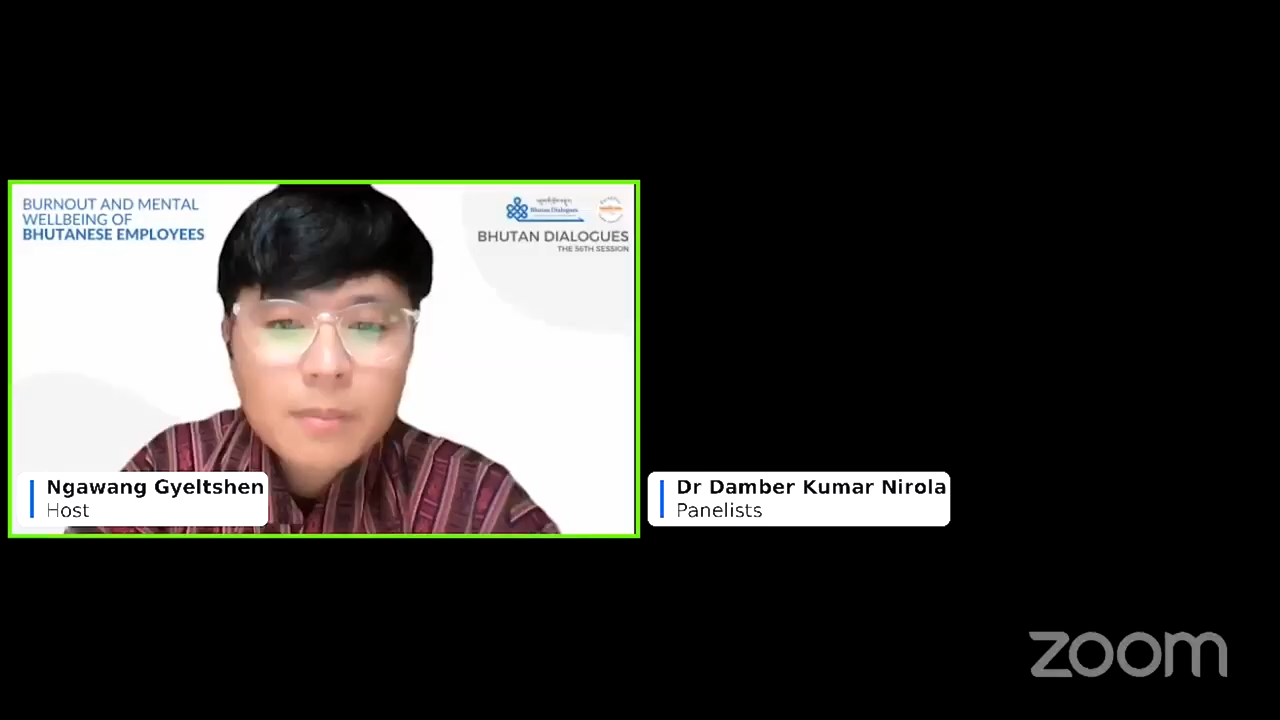 BURNOUT AND MENTAL
WELLBEING OF
BHUTANESE EMPLOYEES
Bhutan Dialogues
BHUTAN DIALOGUES
THE 56TH SESSION
Ngawang Gyeltshen
Host
Dr Damber Kumar Nirola
Panelists
zoom